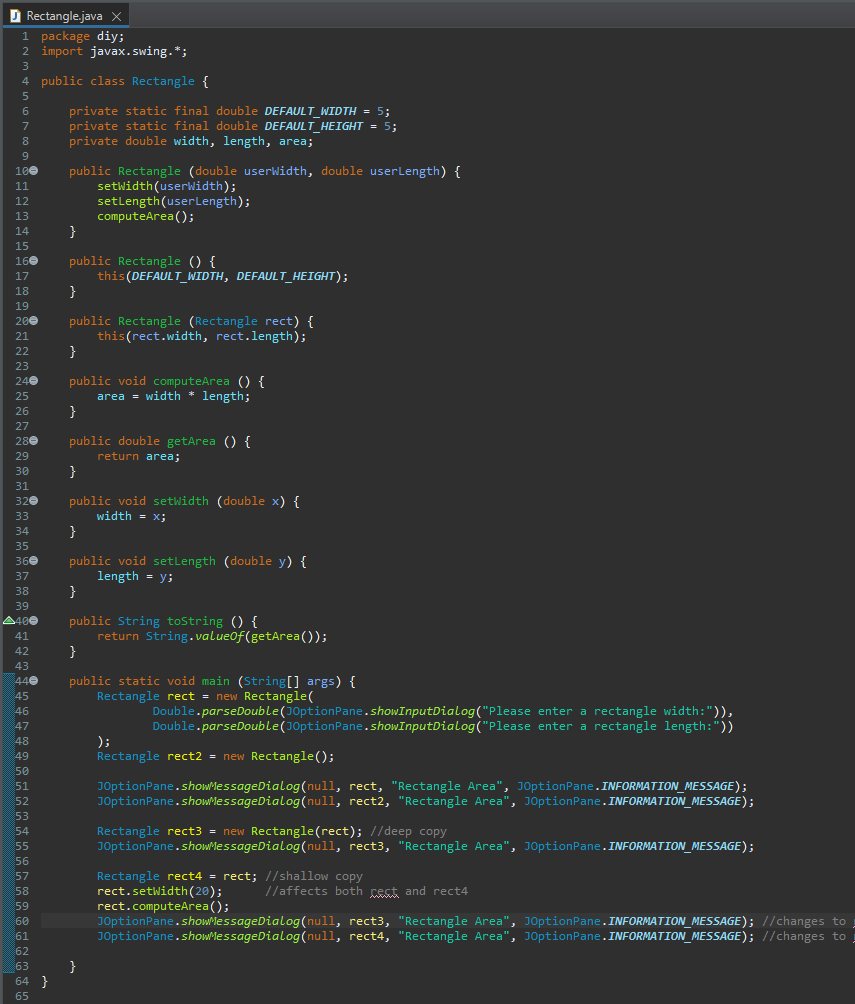 Rectangle.java
1 package diy;
2 import javax.swing.*;
3
4 public class Rectangle {
5
6     private static final double DEFAULT_WIDTH = 5;
7     private static final double DEFAULT_HEIGHT = 5;
8     private double width, length, area;
9
10     public Rectangle (double userWidth, double userLength) {
11         setWidth(userWidth);
12         setLength(userLength);
13         computeArea();
14     }
15
16     public Rectangle () {
17         this(DEFAULT_WIDTH, DEFAULT_HEIGHT);
18     }
19
20     public Rectangle (Rectangle rect) {
21         this(rect.width, rect.length);
22     }
23
24     public void computeArea () {
25         area = width * length;
26     }
27
28     public double getArea () {
29         return area;
30     }
31
32     public void setWidth (double x) {
33         width = x;
34     }
35
36     public void setLength (double y) {
37         length = y;
38     }
39
40     public String toString () {
41         return String.valueOf(getArea());
42     }
43
44     public static void main (String[] args) {
45         Rectangle rect = new Rectangle(
46                 Double.parseDouble(JOptionPane.showInputDialog("Please enter a rectangle width:")),
47                 Double.parseDouble(JOptionPane.showInputDialog("Please enter a rectangle length:"))
48         );
49         Rectangle rect2 = new Rectangle();
50
51         JOptionPane.showMessageDialog(null, rect, "Rectangle Area", JOptionPane.INFORMATION_MESSAGE);
52         JOptionPane.showMessageDialog(null, rect2, "Rectangle Area", JOptionPane.INFORMATION_MESSAGE);
53
54         Rectangle rect3 = new Rectangle(rect); //deep copy
55         JOptionPane.showMessageDialog(null, rect3, "Rectangle Area", JOptionPane.INFORMATION_MESSAGE);
56
57         Rectangle rect4 = rect; //shallow copy
58         rect.setWidth(20);      //affects both rect and rect4
59         rect.computeArea();
60         JOptionPane.showMessageDialog(null, rect3, "Rectangle Area", JOptionPane.INFORMATION_MESSAGE); //changes to
61         JOptionPane.showMessageDialog(null, rect4, "Rectangle Area", JOptionPane.INFORMATION_MESSAGE); //changes to
62
63     }
64 }
65